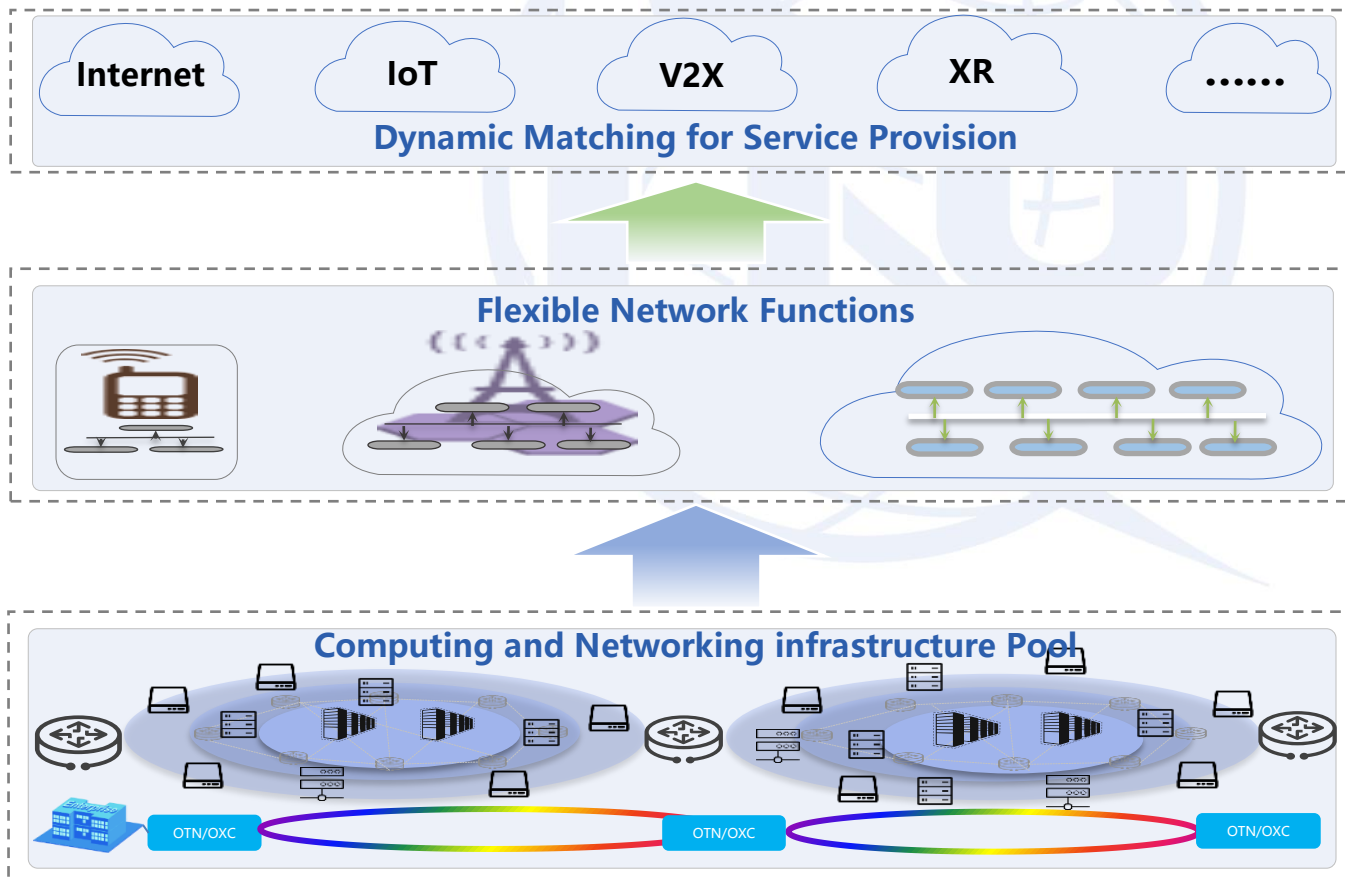 Internet
IoT
V2X
XR
......
Dynamic Matching for Service Provision
Flexible Network Functions
Computing and Networking infrastructure Pool
Enterprise
OTN/OXC
OTN/OXC
OTN/OXC